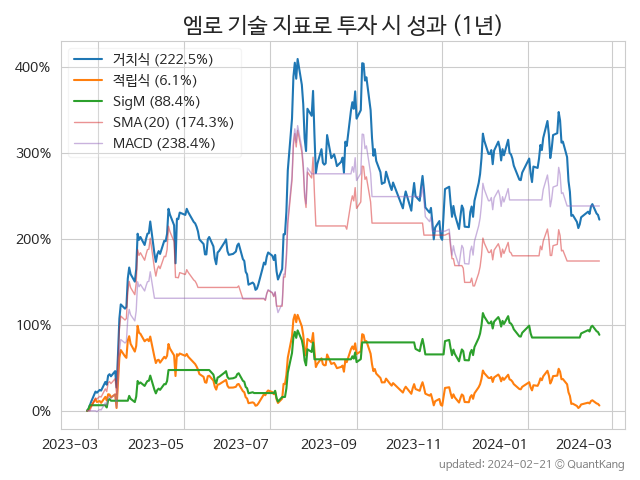 엠로 기술 지표로 투자 시 성과 (1년)
거치식 (222.5%)
적립식 (6.1%)
SigM (88.4%)
SMA(20) (174.3%)
MACD (238.4%)
400%
300%
200%
100%
0%
2023-03 2023-05 2023-07 2023-09 2023-11 2024-01 2024-03
updated: 2024-02-21 © QuantKang